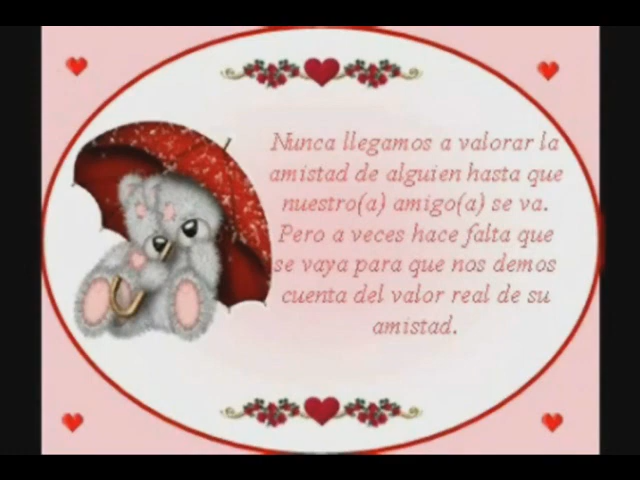 Nunca llegamos a valorar la
amistad de alguien hasta que
nuestro(a) amigo(a) se va.
Pero a veces hace falta que
se vaya para que nos demos
cuenta del valor real de su
amistad.